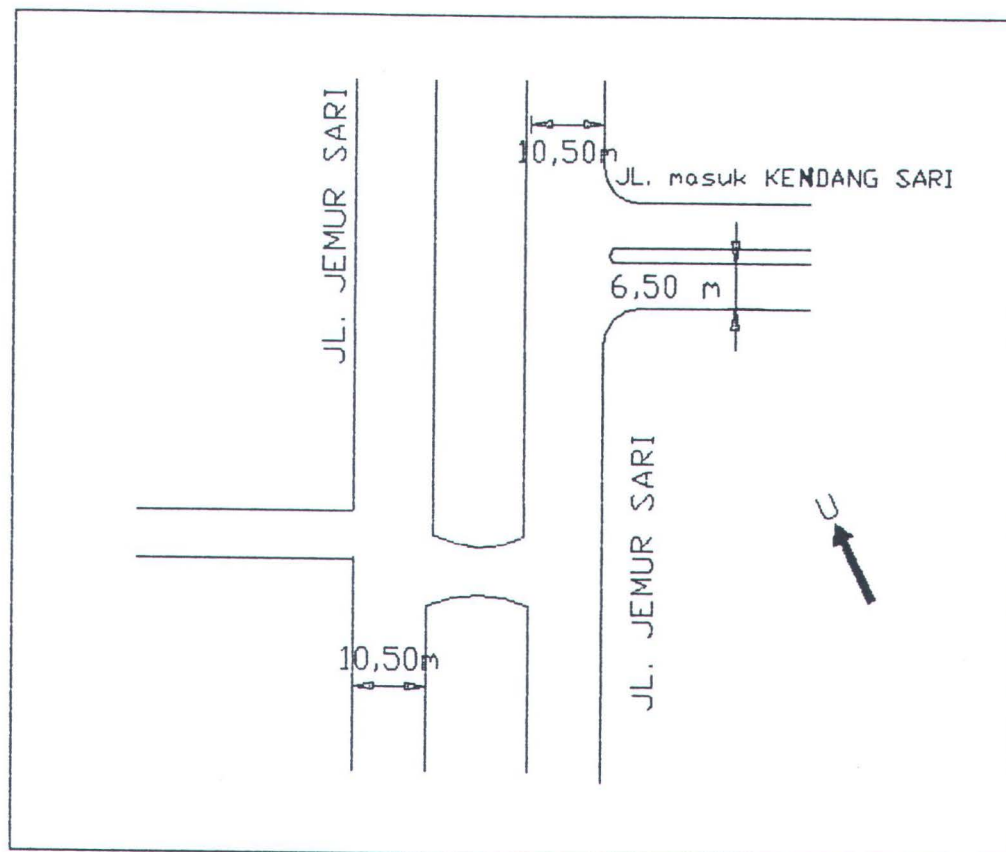 JL. JEMUR SARI
10,50m
JL. masuk KENDANG SARI
6,50 m
JL. JEMUR SARI
U
10,50m